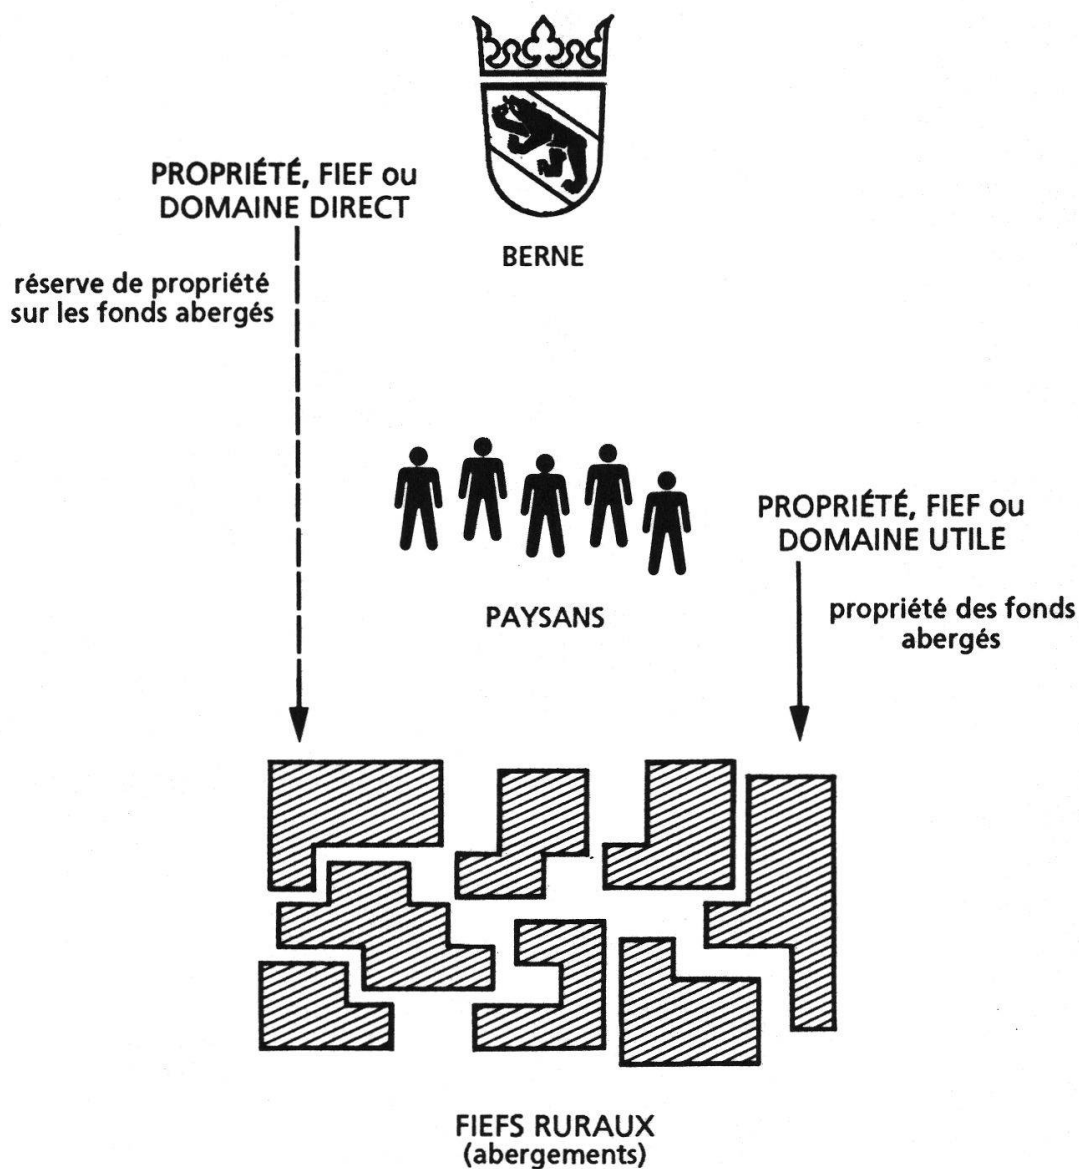 PROPRIÉTÉ, FIEF ou
DOMAINE DIRECT
réserve de propriété
sur les fonds abergés
BERNE
PAYSANS
PROPRIÉTÉ, FIEF ou
DOMAINE UTILE
propriété des fonds
abergés
FIEFS RURAUX
(abergements)